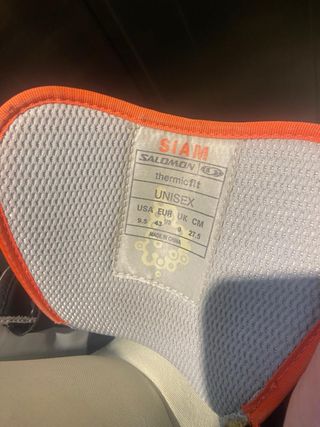 SIAM
SALOMON
thermicfit
UNISEX
USA EUR UK CM
9.5 43 9 27.5
MADE IN CHINA